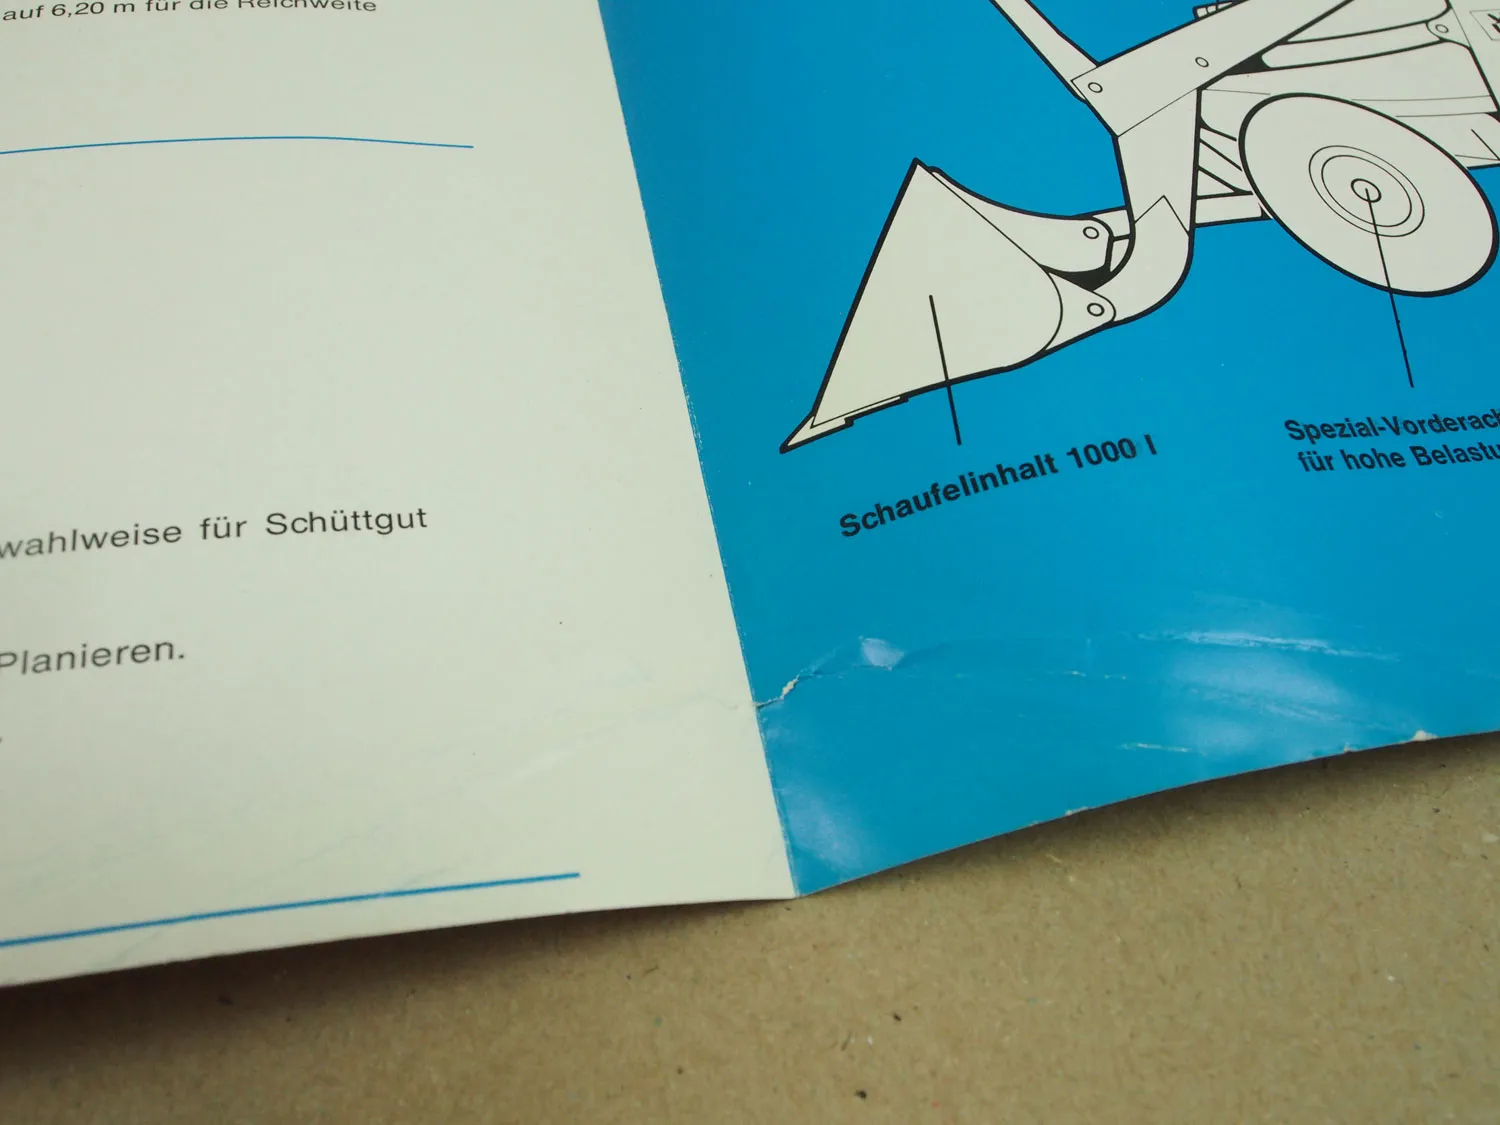 auf 6,20 m für die Reichweite
wahlweise für Schüttgut
Planieren.
Schaufelinhalt 1000 l
Spezial-Vorderach
für hohe Belastu